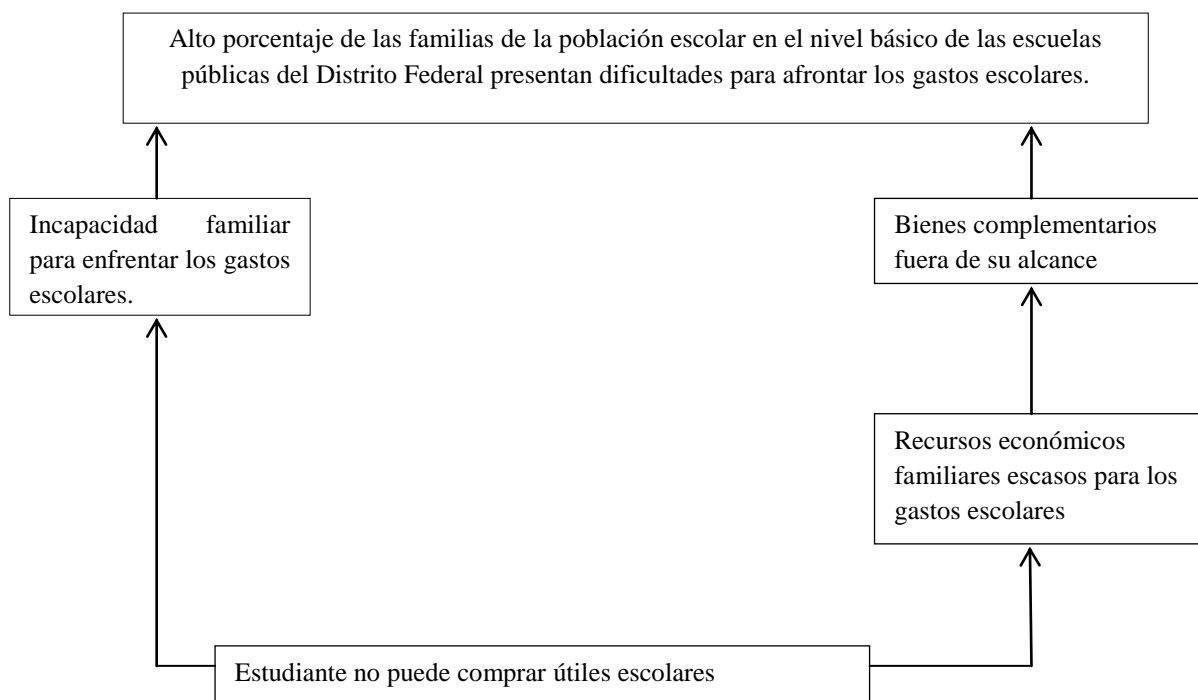 Alto porcentaje de las familias de la población escolar en el nivel básico de las escuelas
públicas del Distrito Federal presentan dificultades para afrontar los gastos escolares.
Incapacidad familiar
para enfrentar los gastos
escolares.
Bienes complementarios
fuera de su alcance
Recursos económicos
familiares escasos para los
gastos escolares
Estudiante no puede comprar útiles escolares